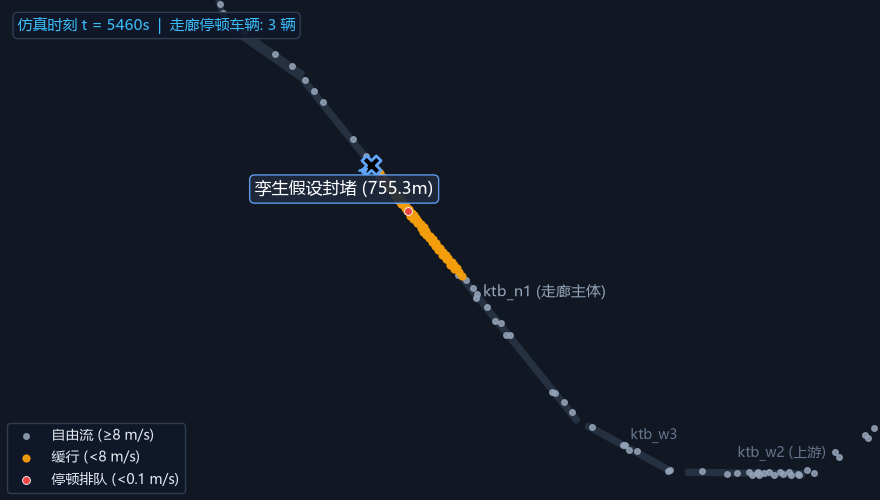 仿真时刻 t = 5460s | 走廊停顿车辆: 3 辆
孪生假设封堵 (755.3m)
ktb_n1 (走廊主体)
ktb_w3
ktb_w2 (上游)
自由流 (≥8 m/s)
缓行 (<8 m/s)
停顿排队 (<0.1 m/s)